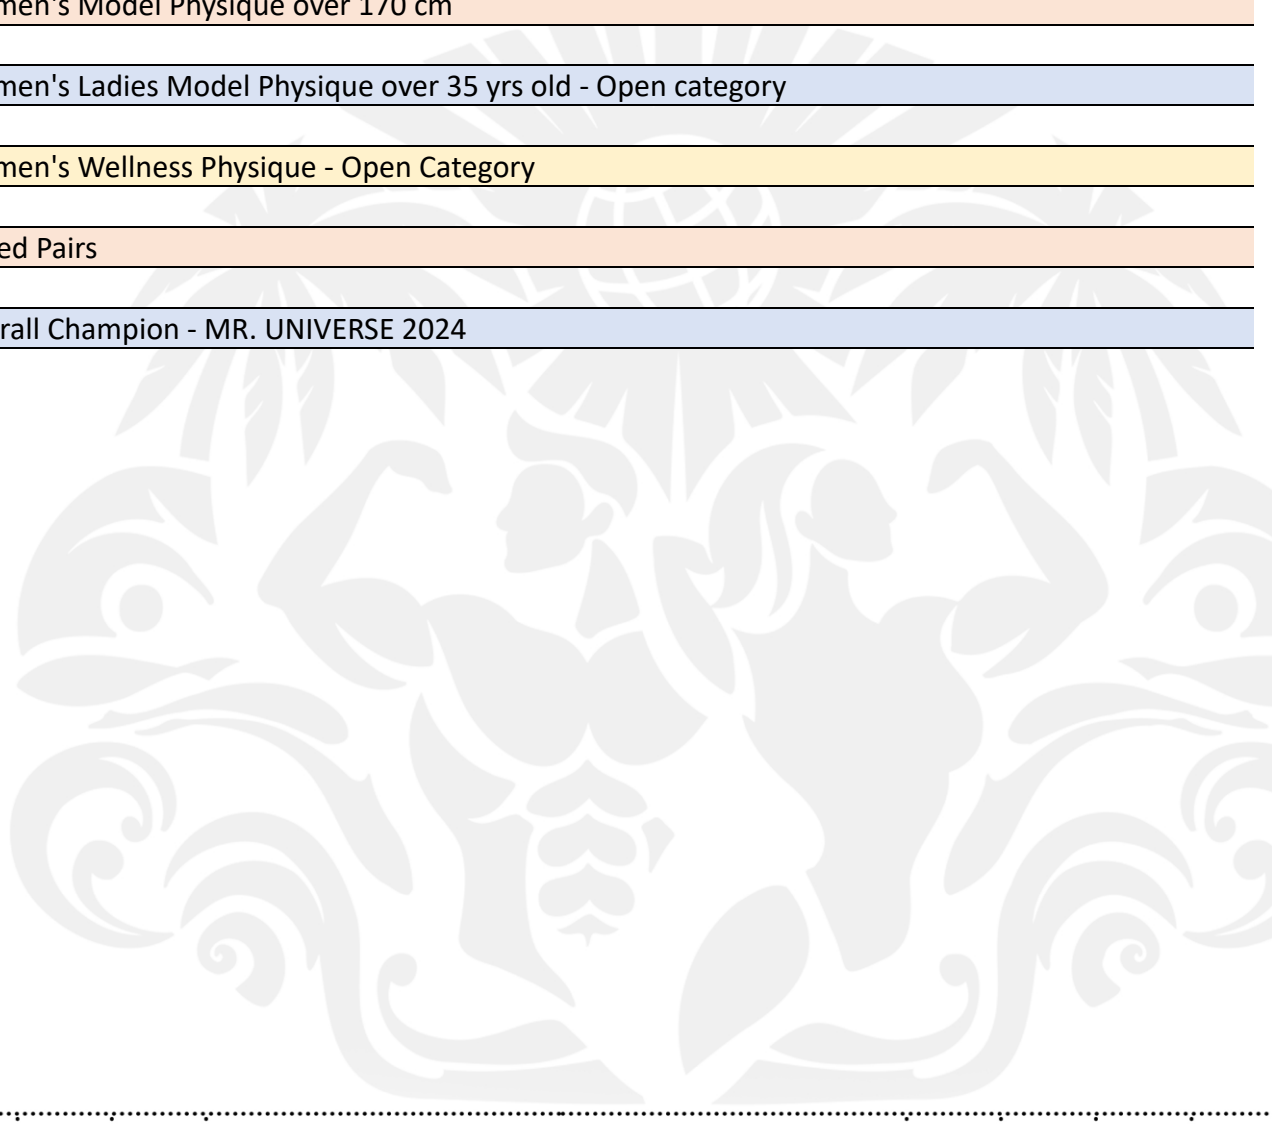 men's Model Physique over 170 cm
men's Ladies Model Physique over 35 yrs old - Open category
men's Wellness Physique - Open Category
ed Pairs
rall Champion - MR. UNIVERSE 2024